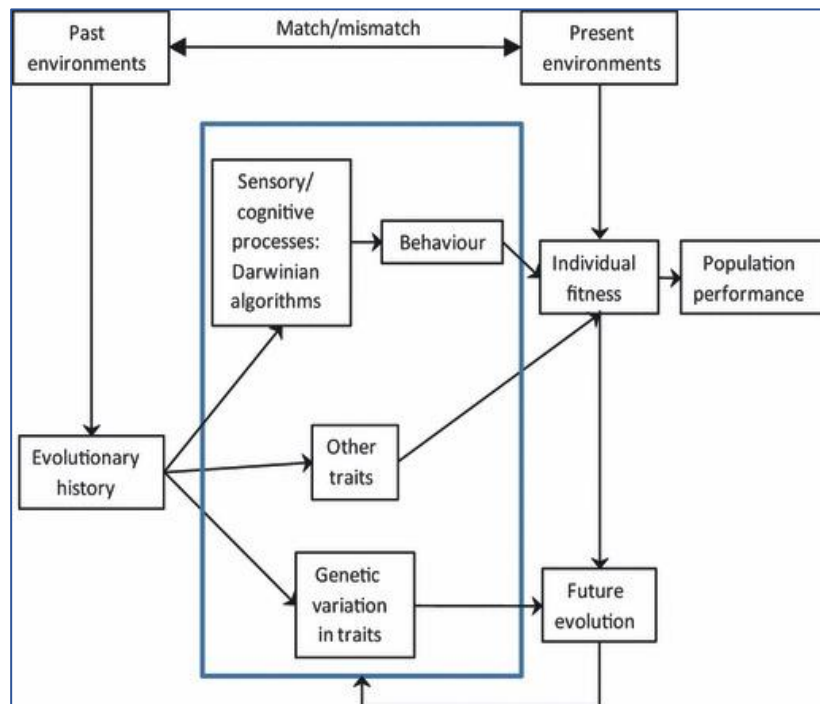 Past
environments
Match/mismatch
Present
environments
Sensory/
cognitive
processes:
Darwinian
algorithms
Behaviour
Individual
fitness
Population
performance
Evolutionary
history
Other
traits
Genetic
variation
in traits
Future
evolution